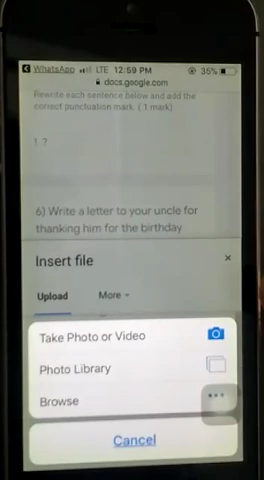 WhatsApp LTE 12:59 PM 35%
docs.google.com
Rewrite each sentence below and add the
correct punctuation mark. ( 1 mark)
! ?
6) Write a letter to your uncle for
thanking him for the birthday
Insert file ×
Upload More
Take Photo or Video
Photo Library
Browse
Cancel